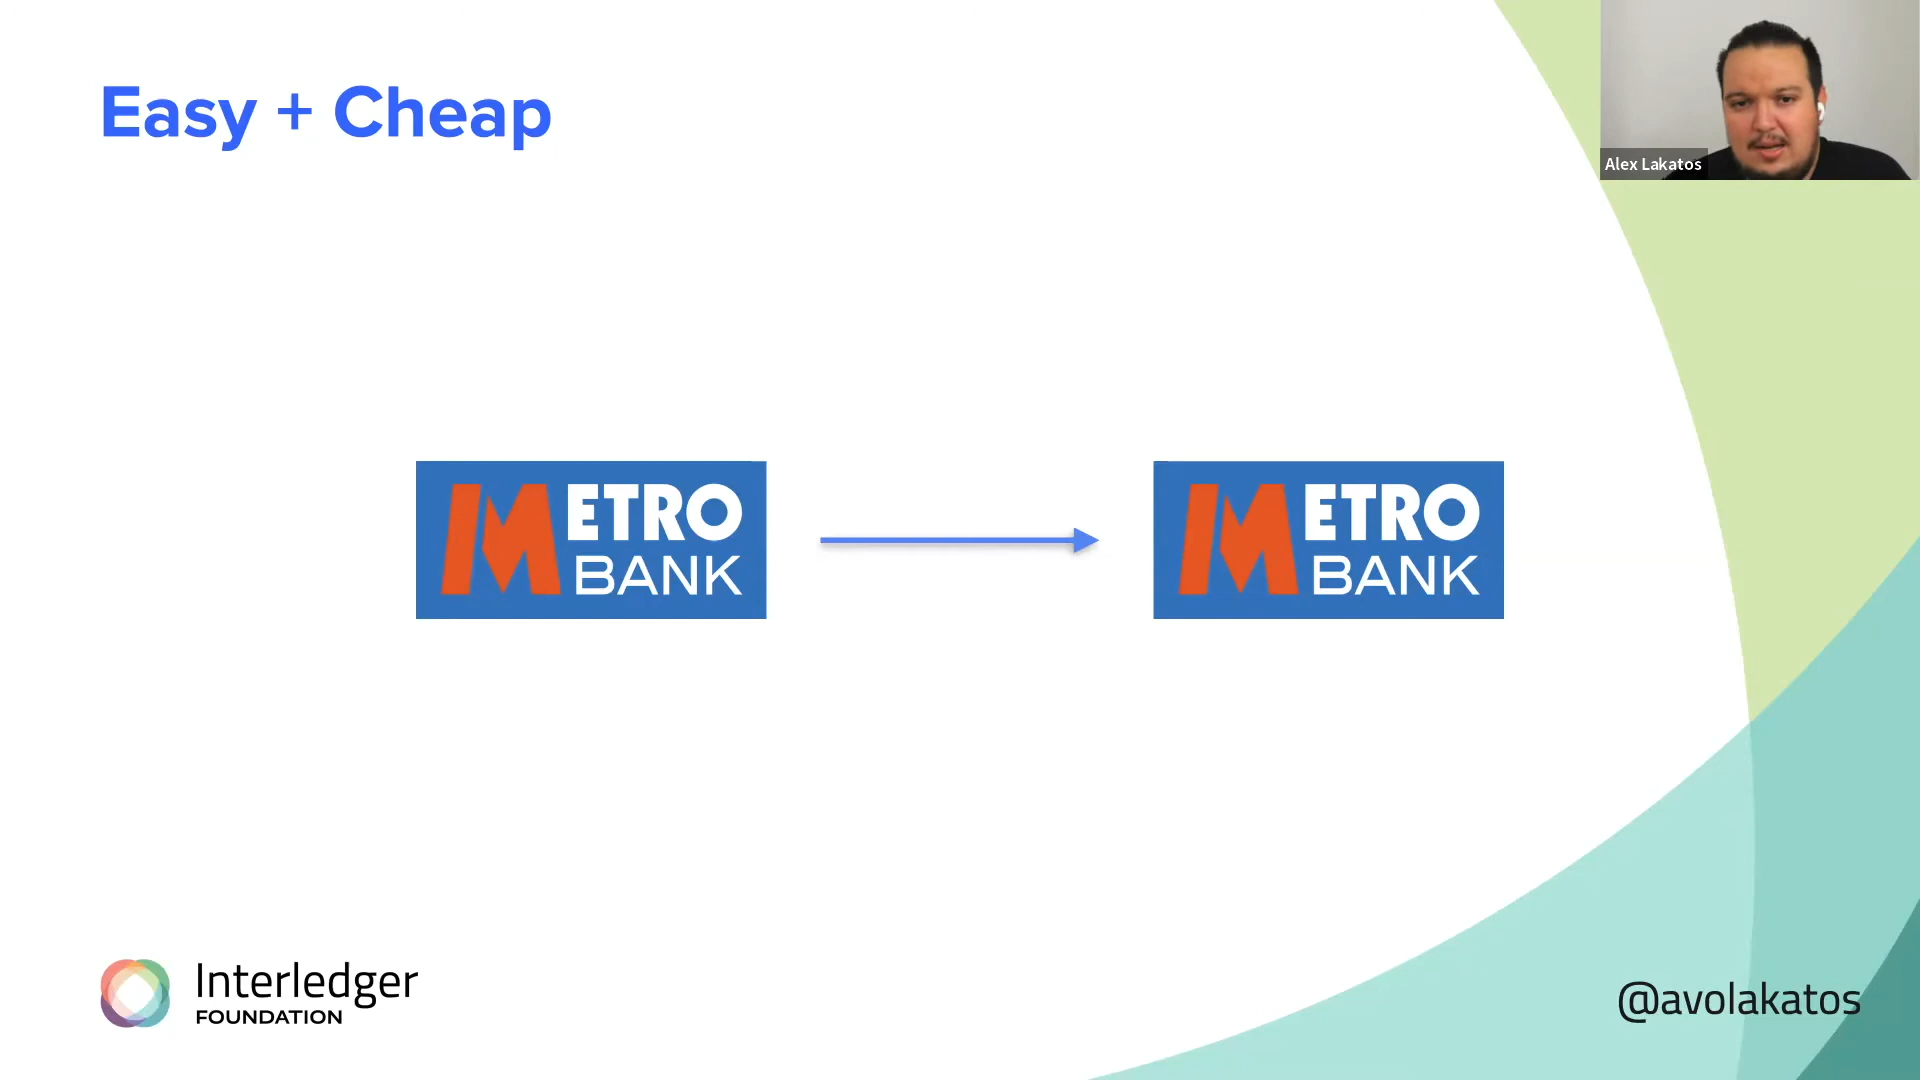 Easy + Cheap
Alex Lakatos
METRO
BANK
METRO
BANK
Interledger
FOUNDATION
@avolakatos